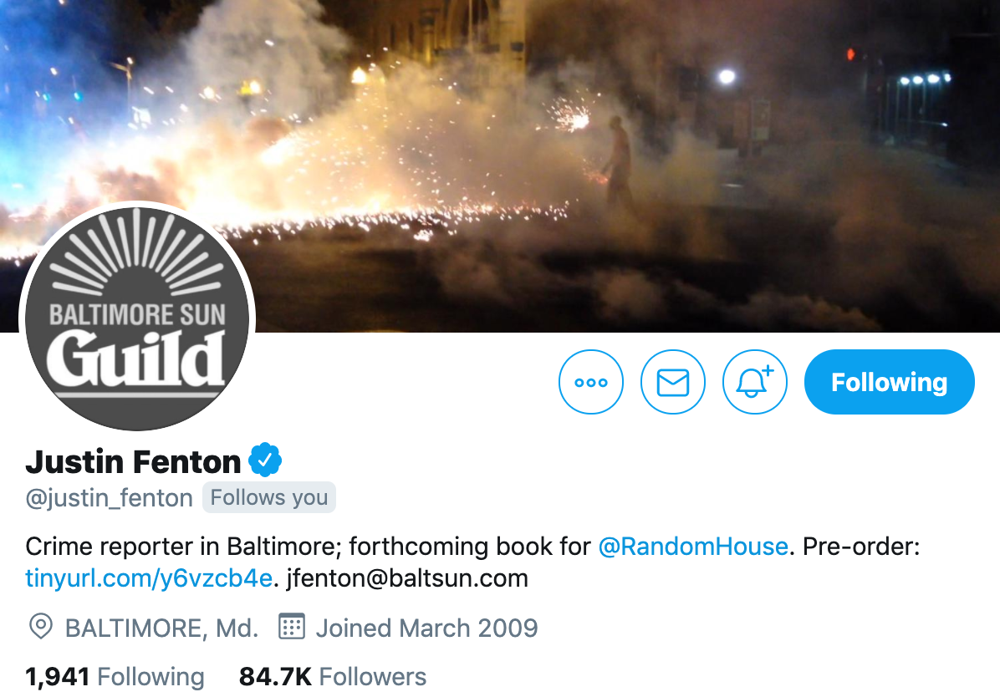 BALTIMORE SUN
Guild
Following
Justin Fenton
@justin_fenton Follows you
Crime reporter in Baltimore; forthcoming book for @RandomHouse. Pre-order:
tinyurl.com/y6vzcb4e. jfenton@baltsun.com
BALTIMORE, Md. Joined March 2009
1,941 Following 84.7K Followers